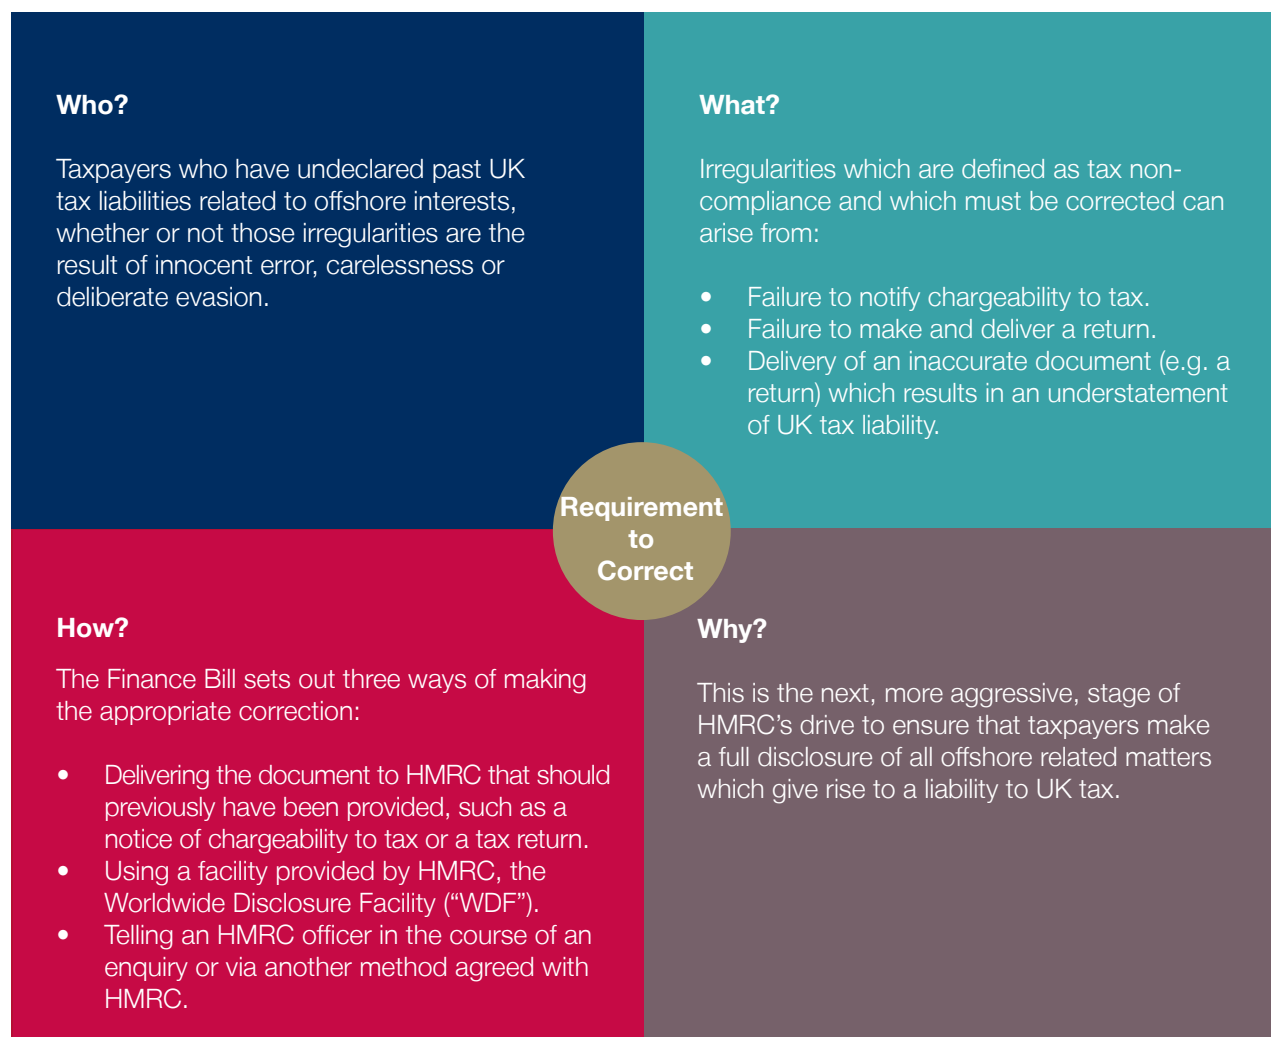 Who?
Taxpayers who have undeclared past UK
tax liabilities related to offshore interests,
whether or not those irregularities are the
result of innocent error, carelessness or
deliberate evasion.
What?
Irregularities which are defined as tax non-
compliance and which must be corrected can
arise from:
• Failure to notify chargeability to tax.
• Failure to make and deliver a return.
• Delivery of an inaccurate document (e.g. a
return) which results in an understatement
of UK tax liability.
Requirement
to
Correct
How?
The Finance Bill sets out three ways of making
the appropriate correction:
• Delivering the document to HMRC that should
previously have been provided, such as a
notice of chargeability to tax or a tax return.
• Using a facility provided by HMRC, the
Worldwide Disclosure Facility (“WDF”).
• Telling an HMRC officer in the course of an
enquiry or via another method agreed with
HMRC.
Why?
This is the next, more aggressive, stage of
HMRC’s drive to ensure that taxpayers make
a full disclosure of all offshore related matters
which give rise to a liability to UK tax.